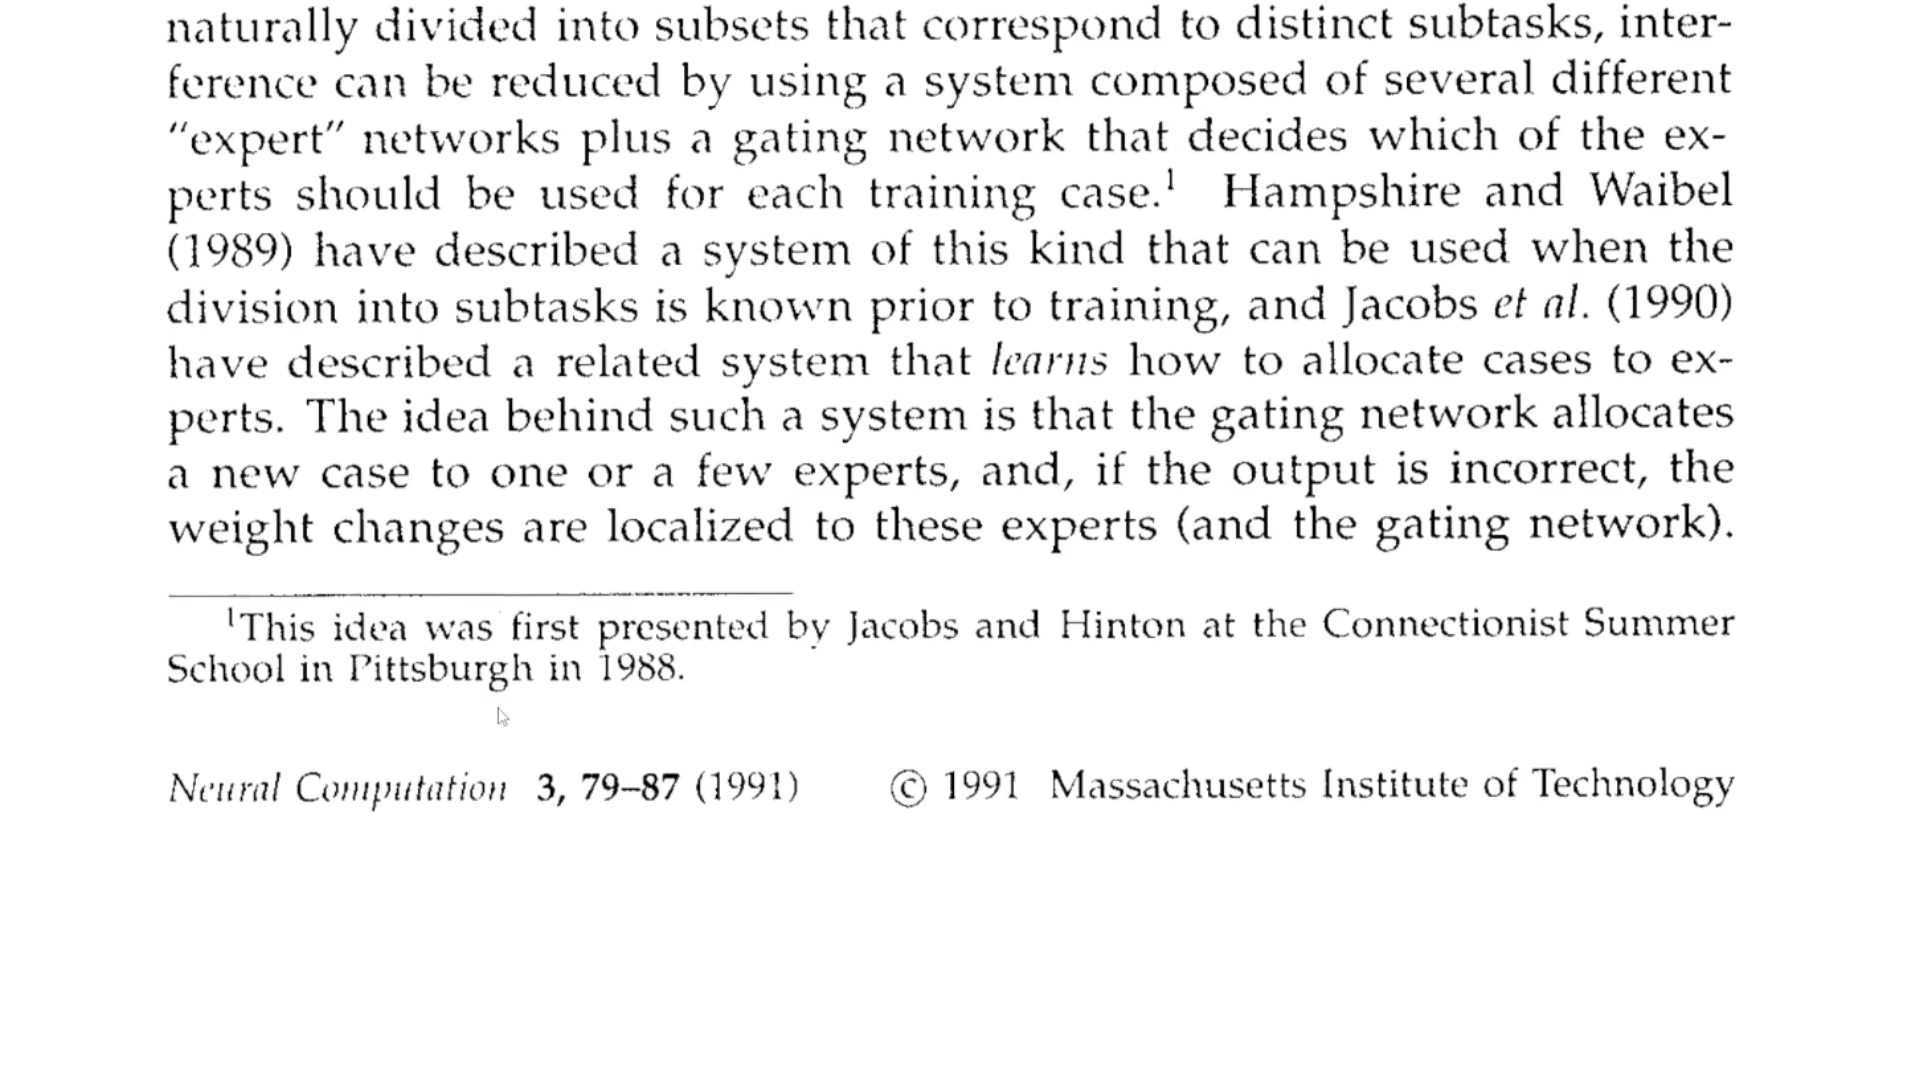 naturally divided into subsets that correspond to distinct subtasks, inter-
ference can be reduced by using a system composed of several different
“expert” networks plus a gating network that decides which of the ex-
perts should be used for each training case.¹ Hampshire and Waibel
(1989) have described a system of this kind that can be used when the
division into subtasks is known prior to training, and Jacobs et al. (1990)
have described a related system that learns how to allocate cases to ex-
perts. The idea behind such a system is that the gating network allocates
a new case to one or a few experts, and, if the output is incorrect, the
weight changes are localized to these experts (and the gating network).
¹This idea was first presented by Jacobs and Hinton at the Connectionist Summer
School in Pittsburgh in 1988.
Neural Computation 3, 79–87 (1991) © 1991 Massachusetts Institute of Technology